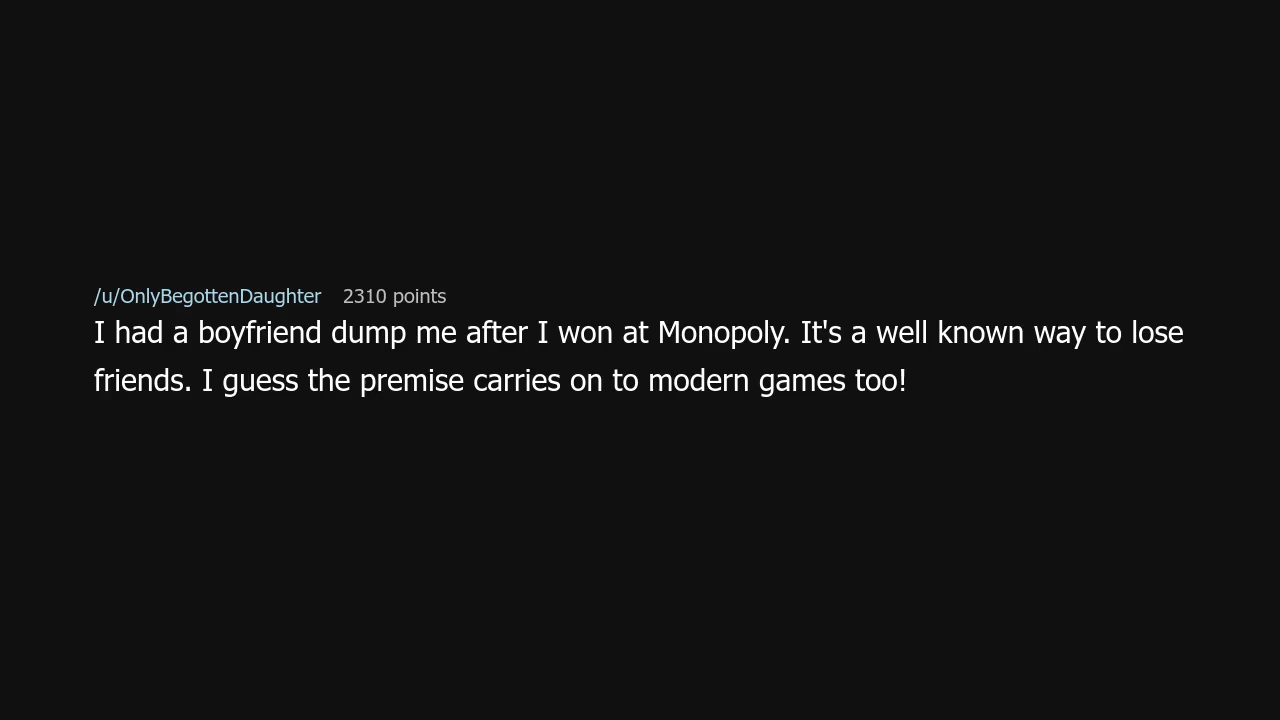 /u/OnlyBegottenDaughter 2310 points
I had a boyfriend dump me after I won at Monopoly. It's a well known way to lose
friends. I guess the premise carries on to modern games too!